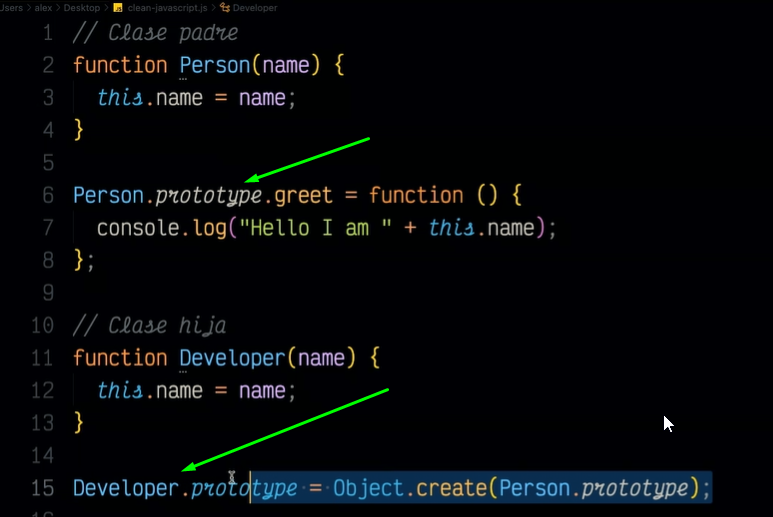 Users > alex > Desktop > clean-javascript.js > Developer
1 // Clase padre
2 function Person(name) {
3 this.name = name;
4 }
5
6 Person.prototype.greet = function () {
7 console.log("Hello I am " + this.name);
8 };
9
10 // Clase hija
11 function Developer(name) {
12 this.name = name;
13 }
14
15 Developer.prototype = Object.create(Person.prototype);